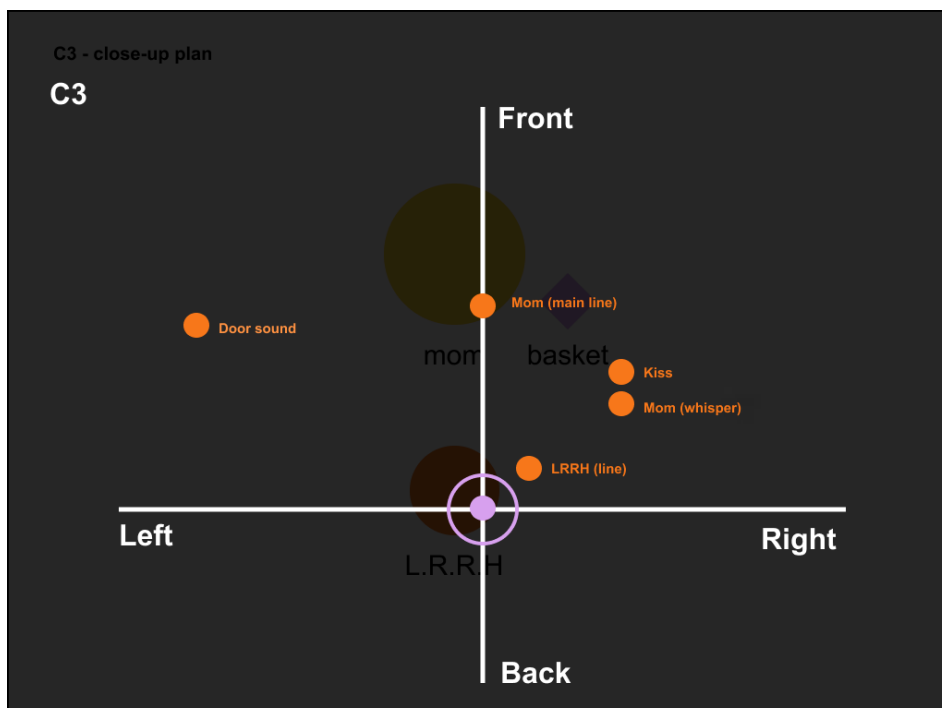 C3 - close-up plan
C3
Front
Mom (main line)
Door sound
mom
basket
Kiss
Mom (whisper)
LRRH (line)
Left
Right
L.R.R.H
Back